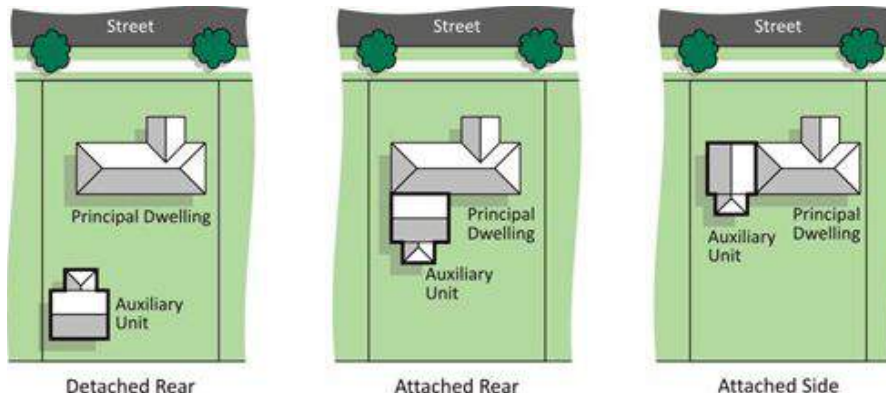 Street
Principal Dwelling
Auxiliary
Unit
Detached Rear
Street
Principal
Dwelling
Auxiliary
Unit
Attached Rear
Street
Auxiliary
Unit
Principal
Dwelling
Attached Side